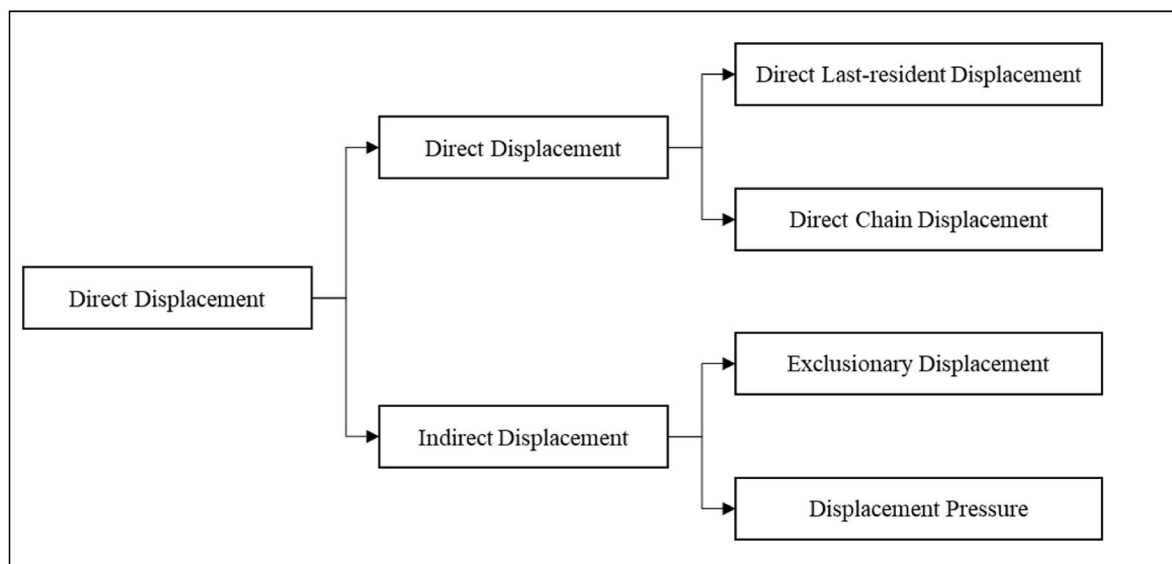 Direct Last-resident Displacement
Direct Displacement
Direct Chain Displacement
Direct Displacement
Exclusionary Displacement
Indirect Displacement
Displacement Pressure